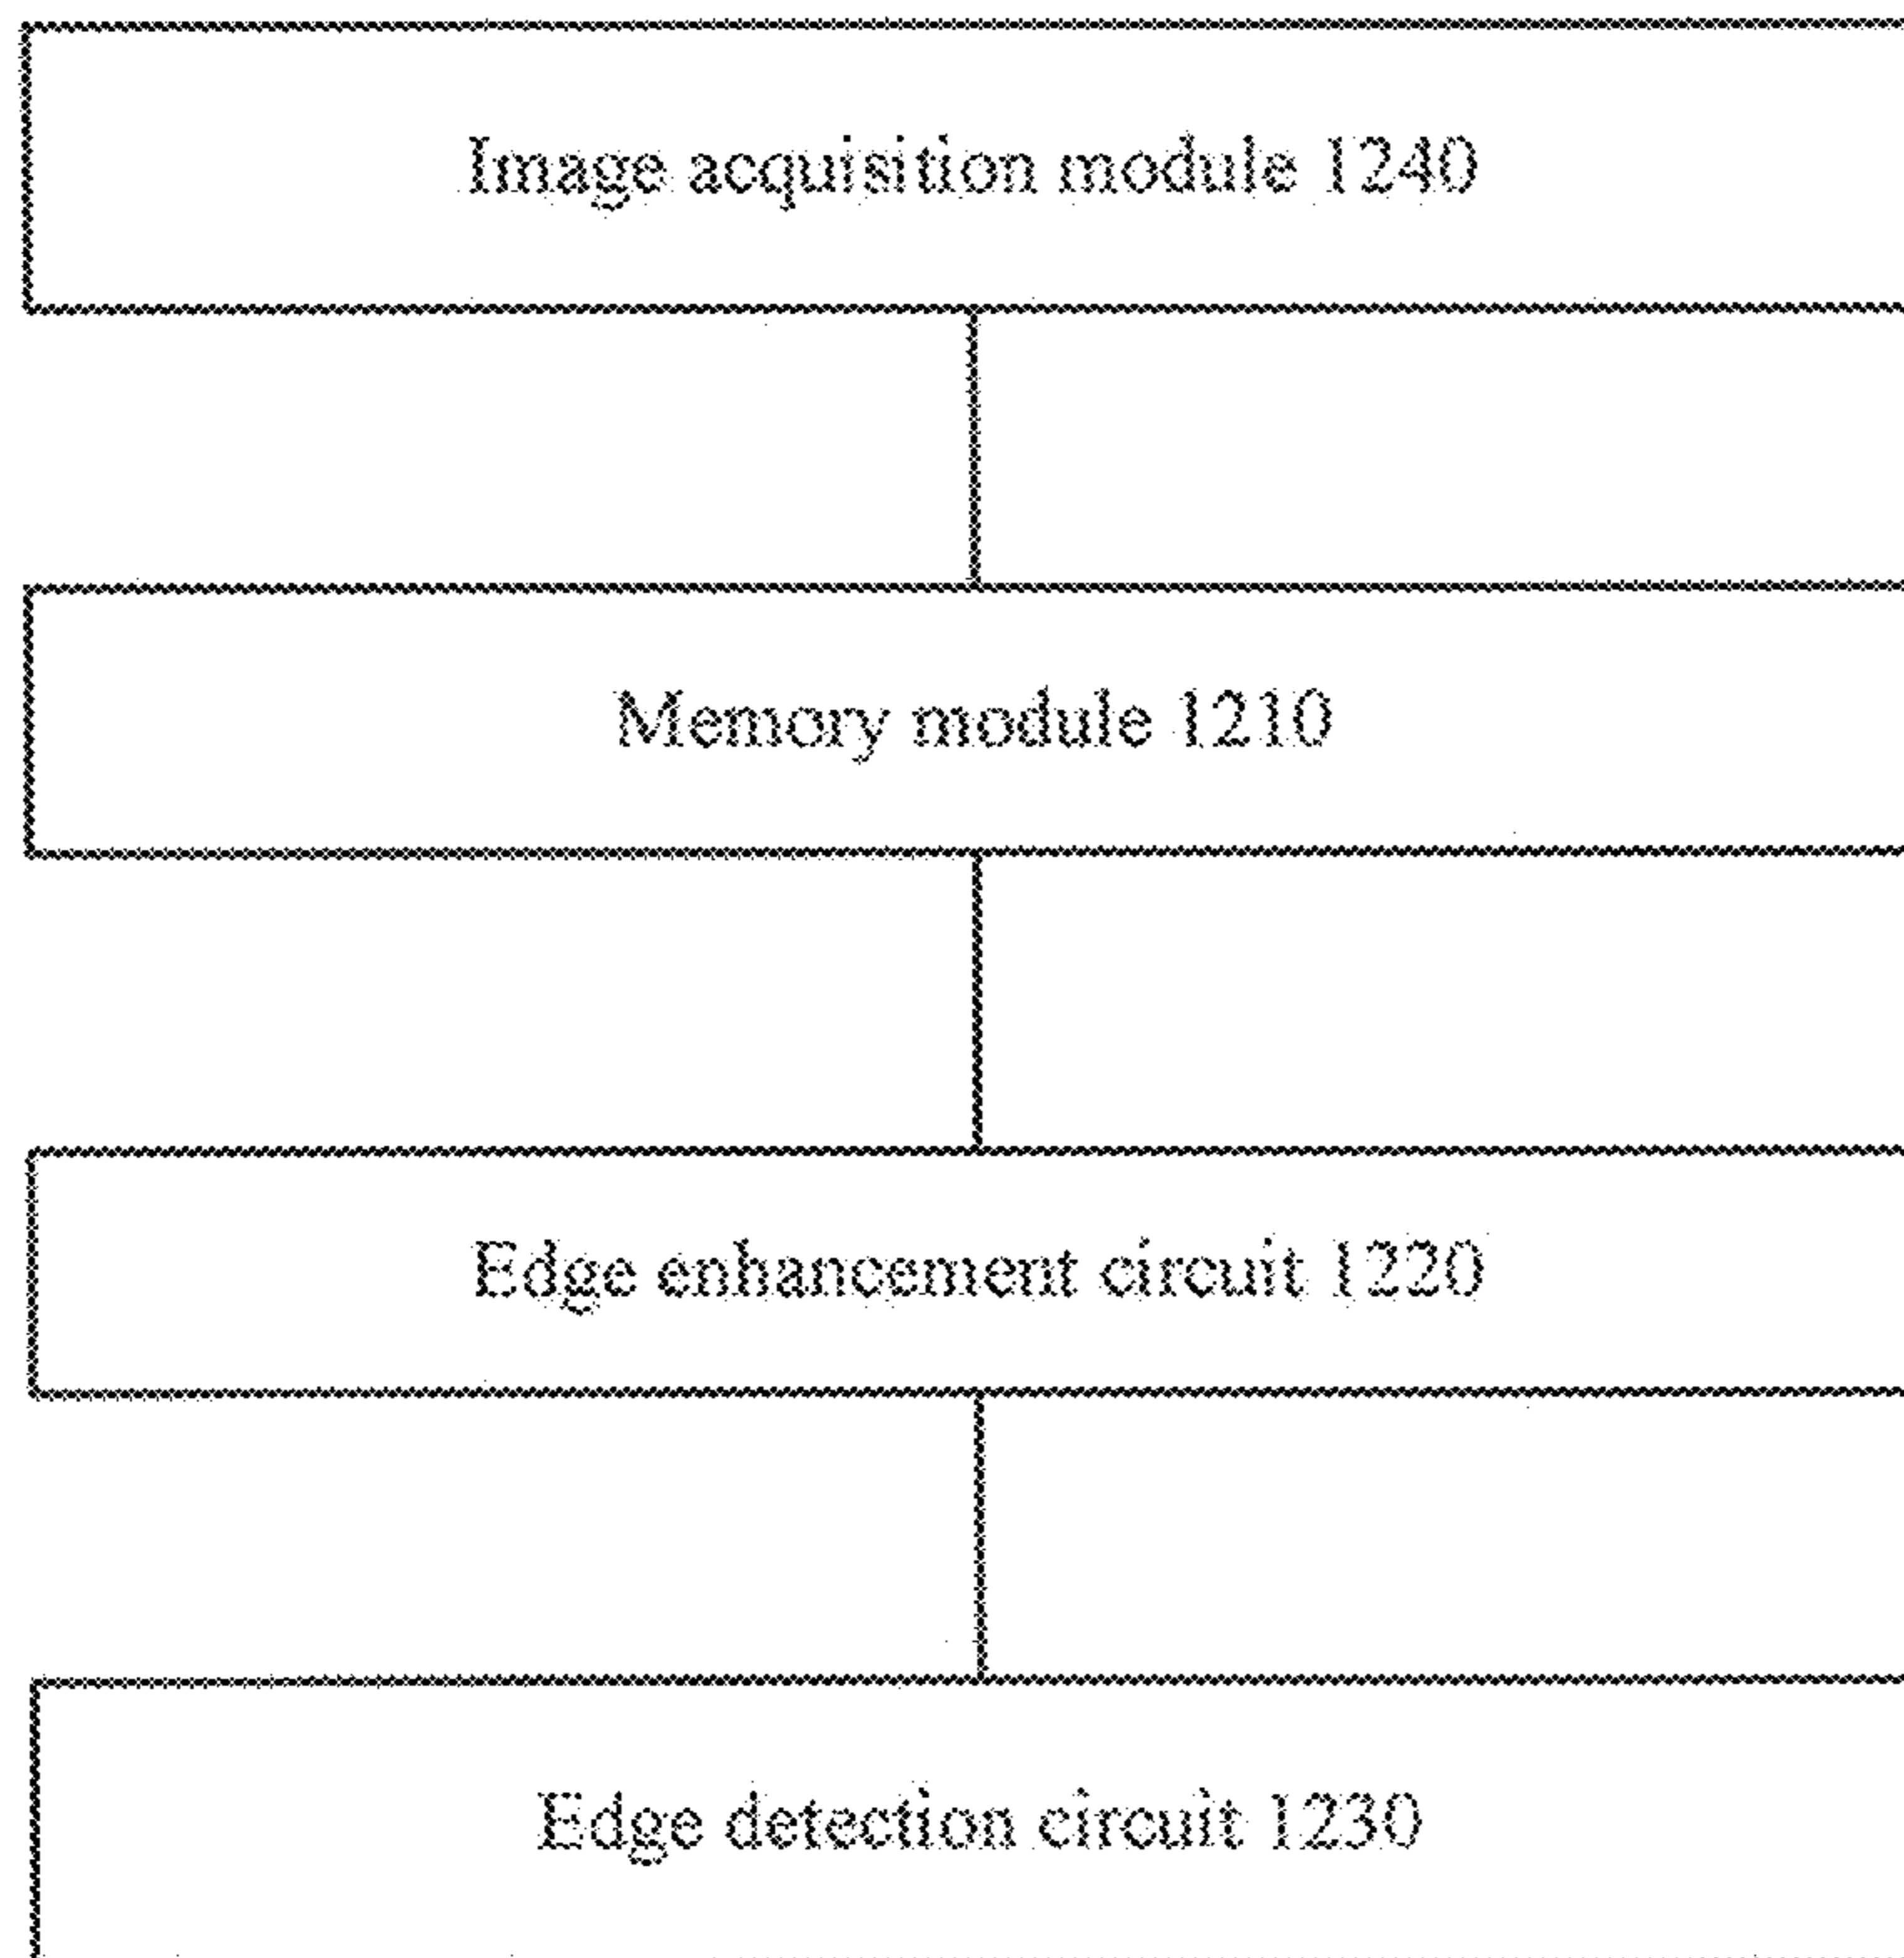 Image acquisition module 1240
Memory module 1210
Edge enhancement circuit 1220
Edge detection circuit 1230